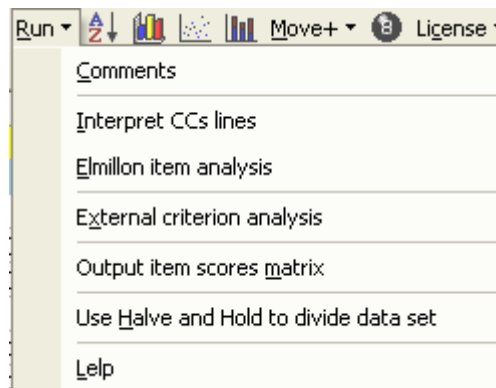 Run Move+ 8 License
Comments
Interpret CCs lines
Elmillon item analysis
External criterion analysis
Output item scores matrix
Use Halve and Hold to divide data set
Lelp